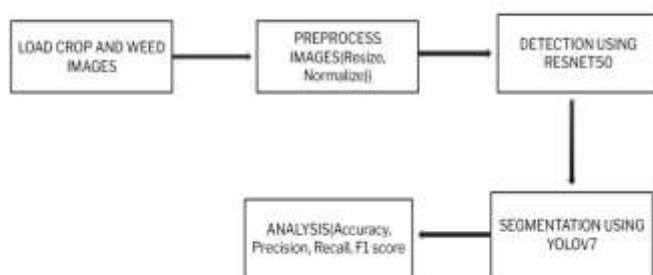 LOAD CROP AND WEED
IMAGES
PREPROCESS
IMAGES(Resize,
Normalize))
DETECTION USING
RESNET50
SEGMENTATION USING
YOLOV7
ANALYSIS(Accuracy,
Precision, Recall, F1 score